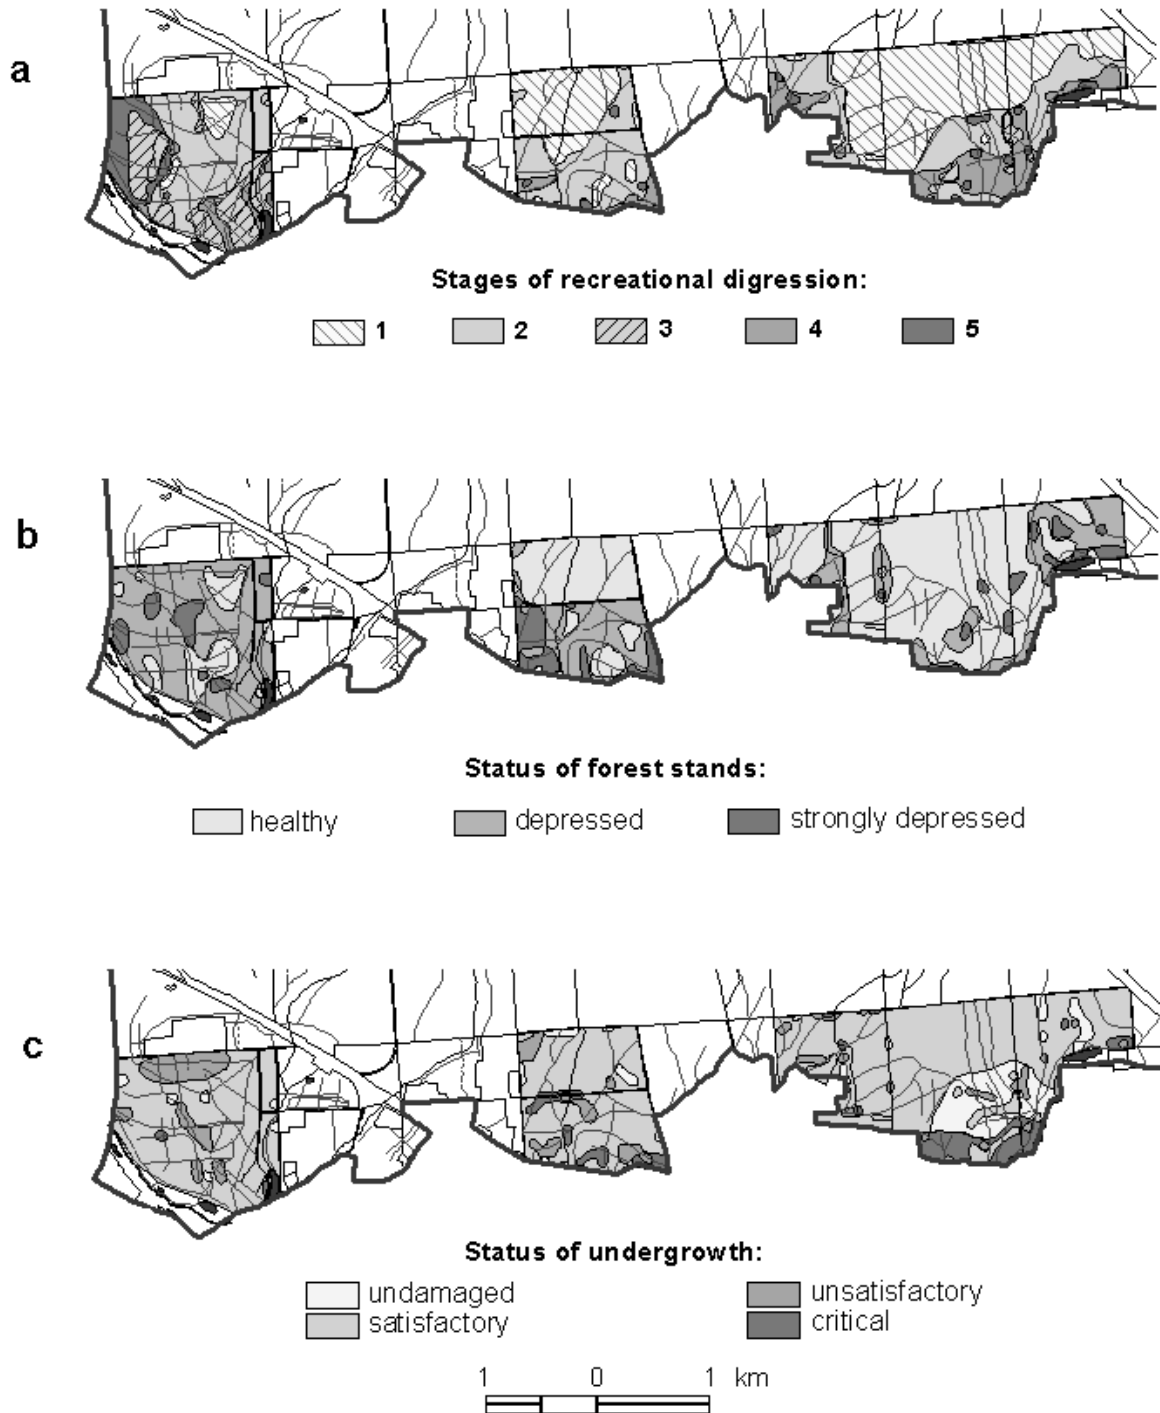 a
Stages of recreational digression:
1 2 3 4 5
b
Status of forest stands:
healthy depressed strongly depressed
c
Status of undergrowth:
undamaged unsatisfactory
satisfactory critical
1 0 1 km